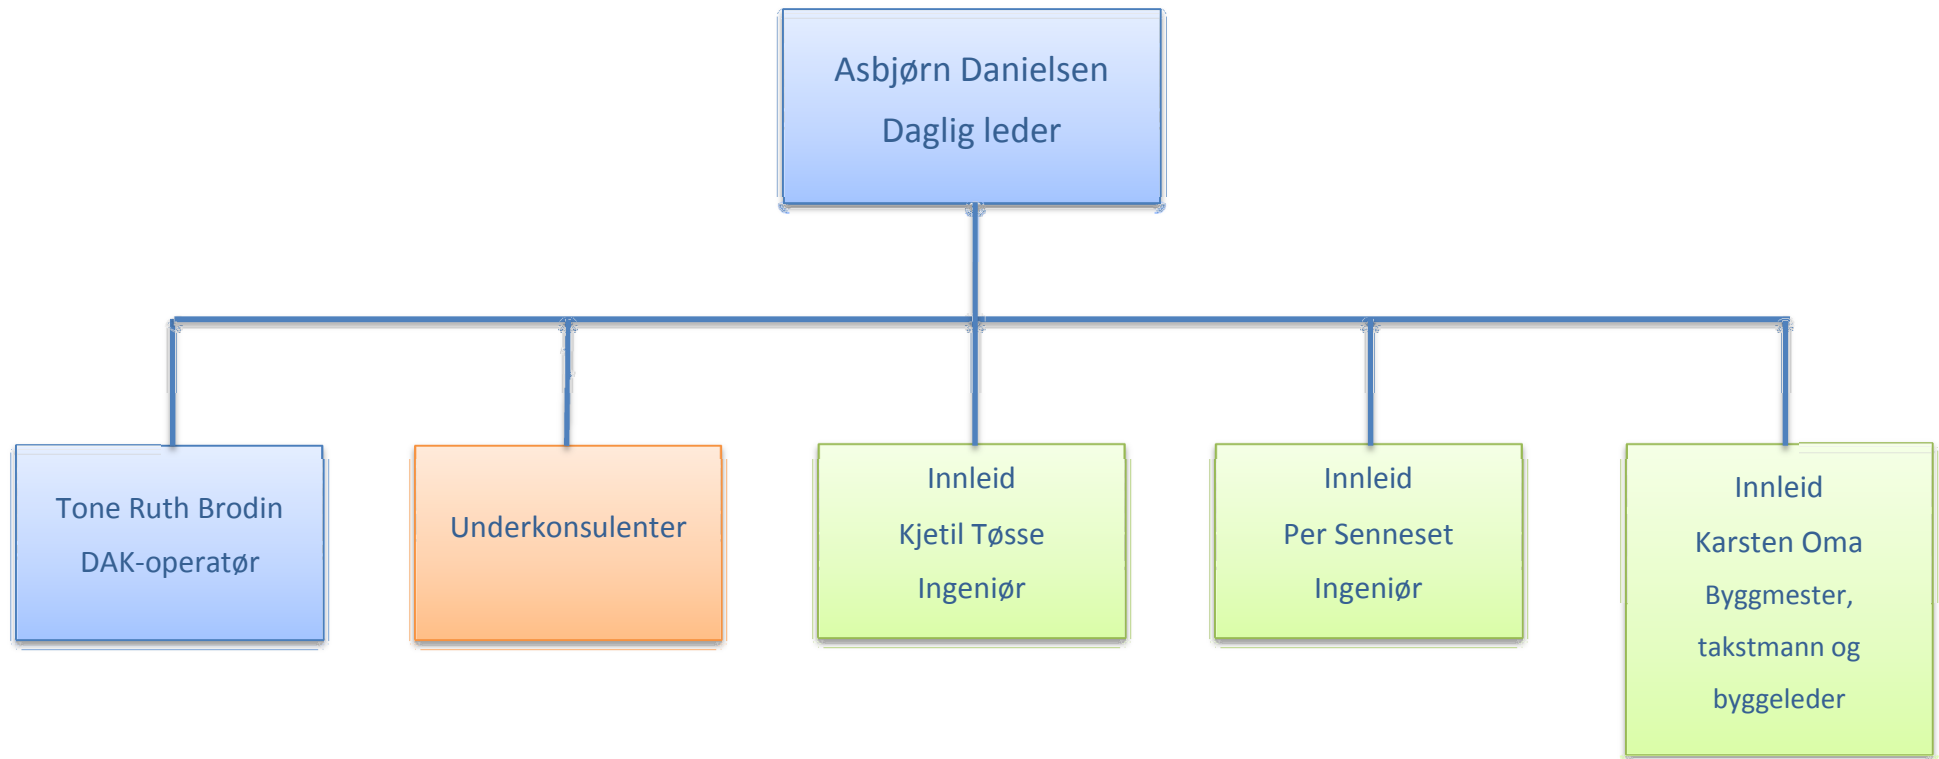 Asbjørn Danielsen
Daglig leder
Tone Ruth Brodin
DAK-operatør
Underkonsulenter
Innleid
Kjetil Tøsse
Ingeniør
Innleid
Per Senneset
Ingeniør
Innleid
Karsten Oma
Byggmester,
takstmann og
byggeleder